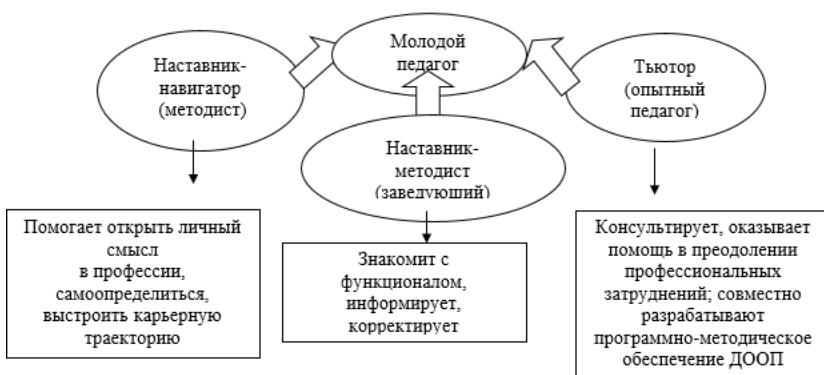 Молодой
педагог
Наставник-
навигатор
(методист)
Тьютор
(опытный
педагог)
Наставник-
методист
(заведующий)
Помогает открыть личный
смысл
в профессии,
самоопределиться,
выстроить карьерную
траекторию
Знакомит с
функционалом,
информирует,
корректирует
Консультирует, оказывает
помощь в преодолении
профессиональных
затруднений; совместно
разрабатывают
программно-методическое
обеспечение ДООП